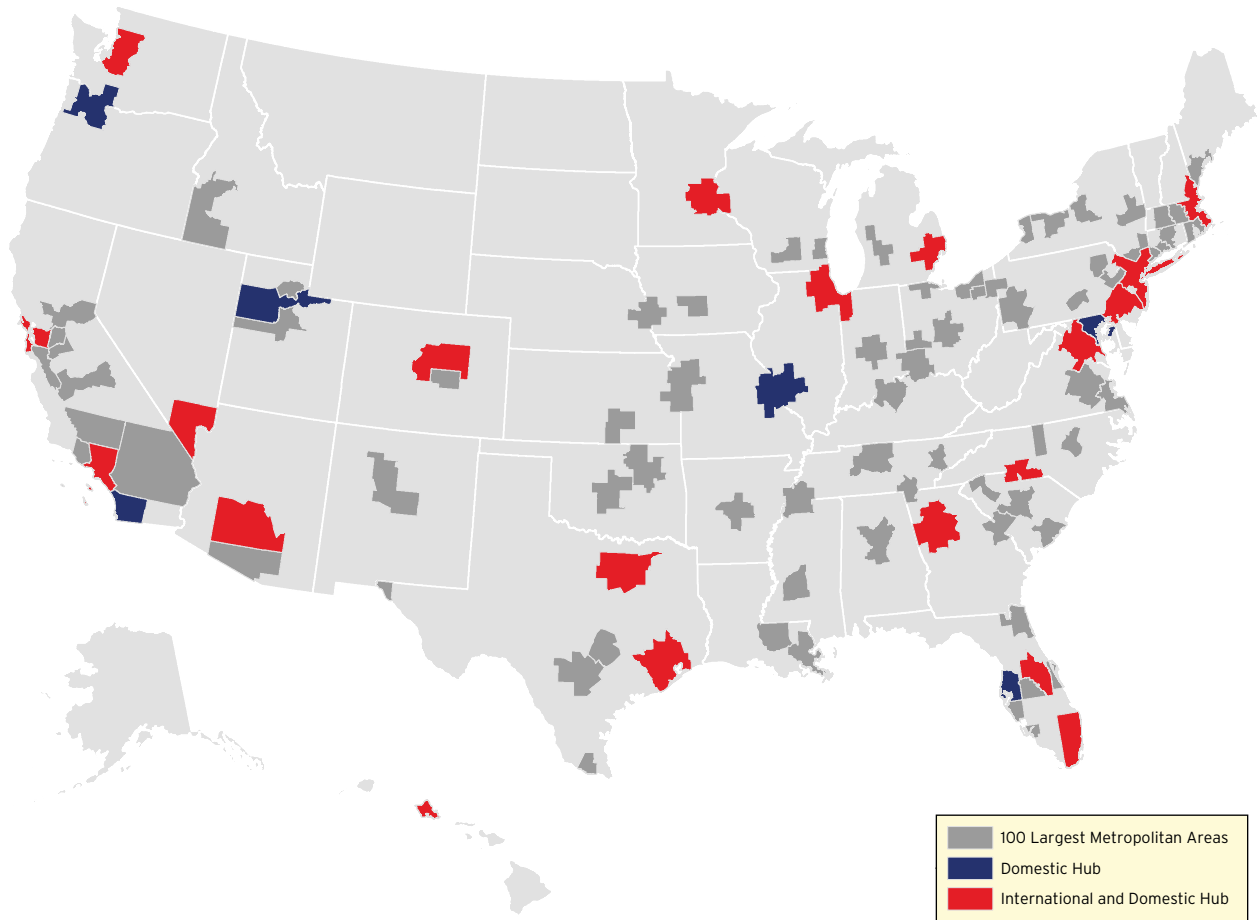 100 Largest Metropolitan Areas
Domestic Hub
International and Domestic Hub